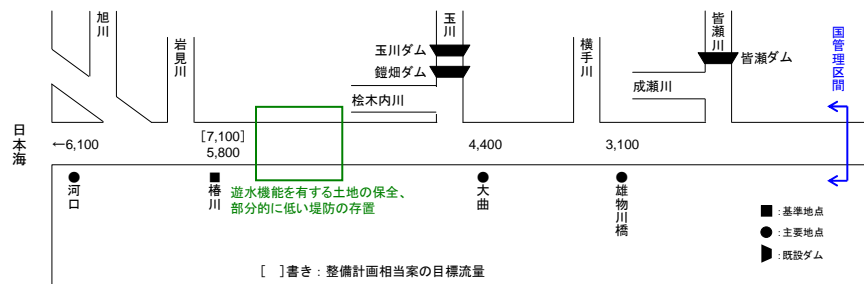 旭川
岩見川
玉川
玉川ダム
鎧畑ダム
桧木内川
横手川
皆瀬川
皆瀬ダム
成瀬川
国管理区間
日本海
←6,100
[7,100]
5,800
4,400
3,100
河口
椿川
遊水機能を有する土地の保全、
部分的に低い堤防の存置
大曲
雄物川橋
■ : 基準地点
● : 主要地点
: 既設ダム
[ ]書き : 整備計画相当案の目標流量